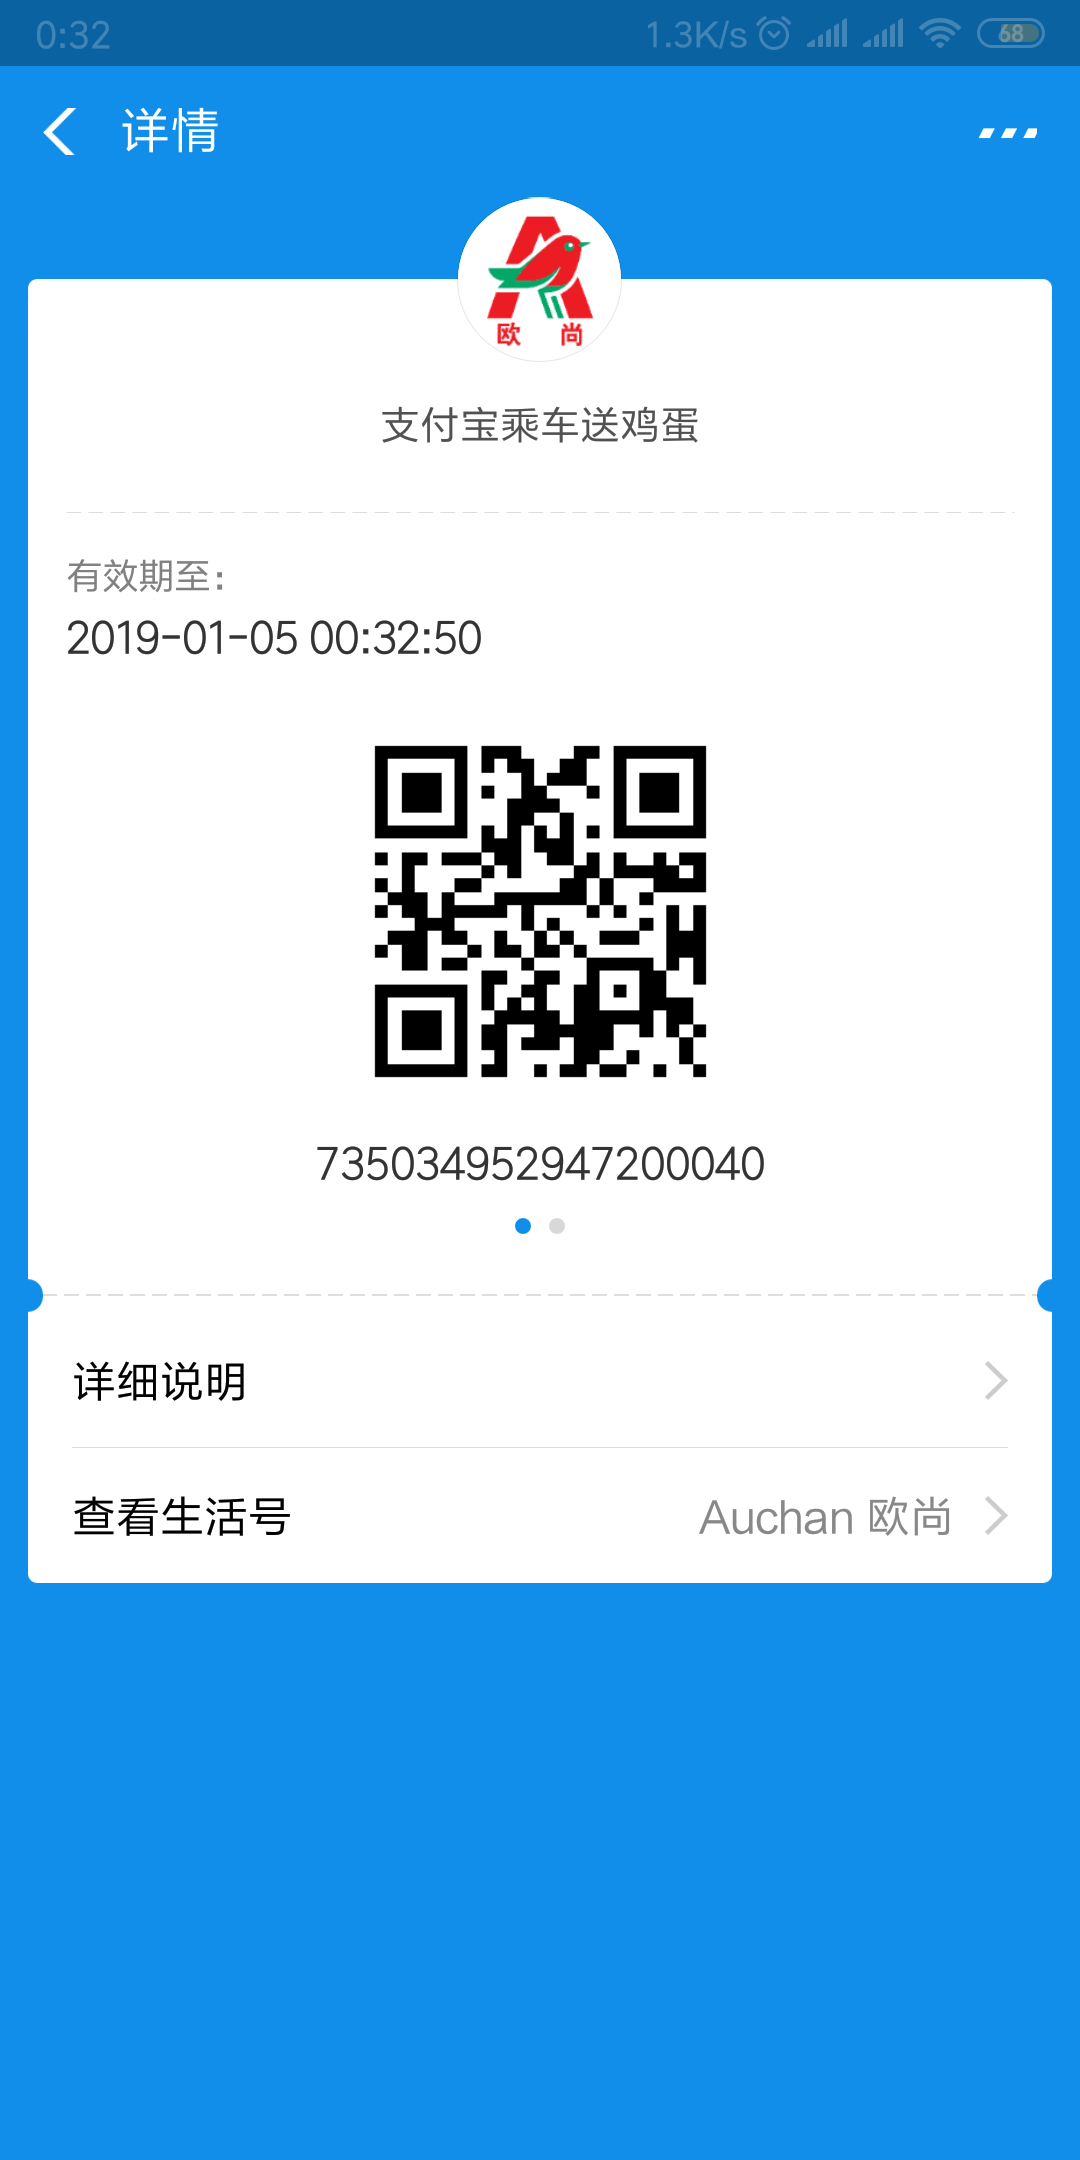 0:32
1.3K/s
68
详情
欧 尚
支付宝乘车送鸡蛋
有效期至：
2019-01-05 00:32:50
735034952947200040
详细说明
查看生活号
Auchan 欧尚